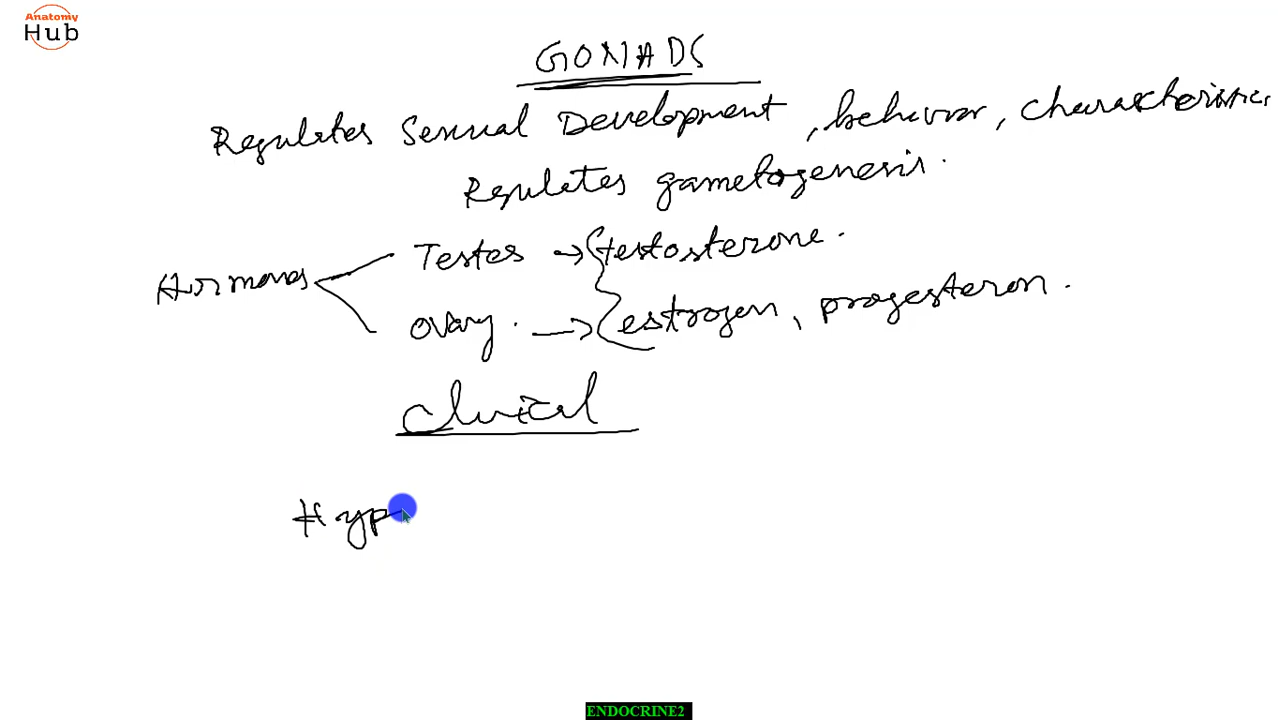 Anatomy
Hub
GONADS
Regulates Sexual Development, behavior, characteristics
Regulates gametogenesis.
Hormones
Testes → testosterone.
Ovary. → estrogen, progesteron.
Clinical
Hyp
ENDOCRINE2